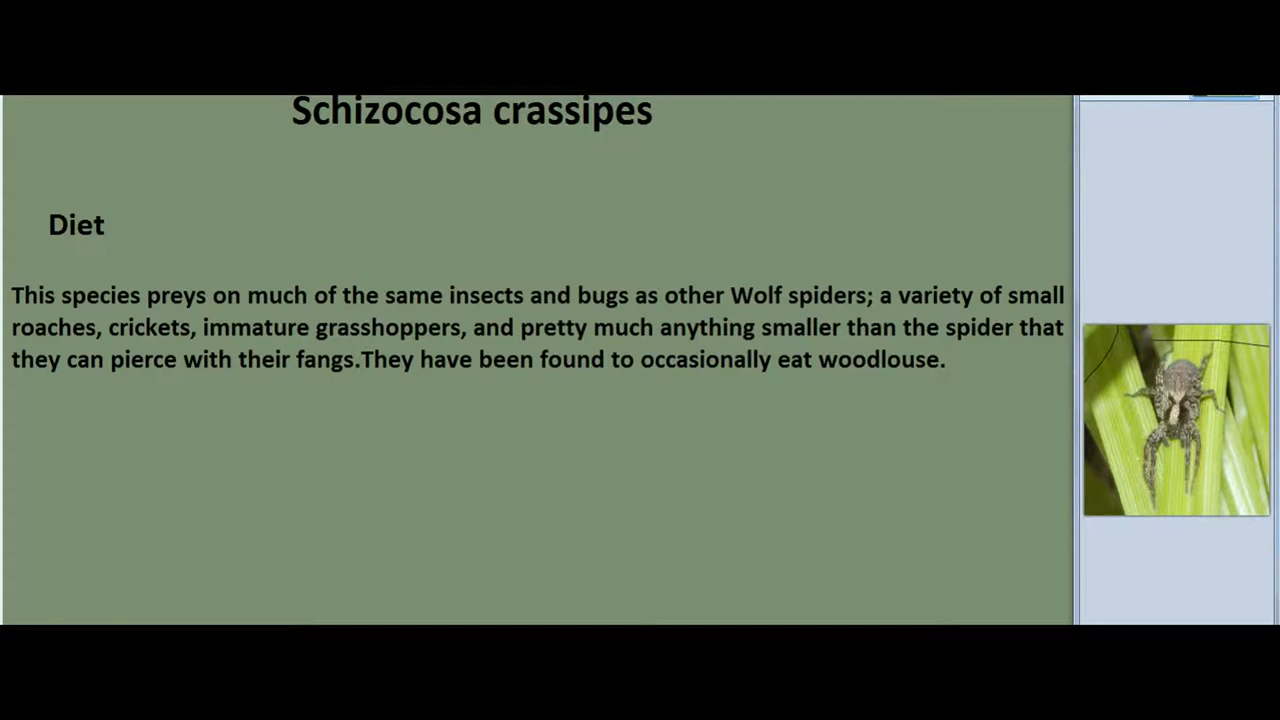 Schizocosa crassipes
Diet
This species preys on much of the same insects and bugs as other Wolf spiders; a variety of small
roaches, crickets, immature grasshoppers, and pretty much anything smaller than the spider that
they can pierce with their fangs.They have been found to occasionally eat woodlouse.